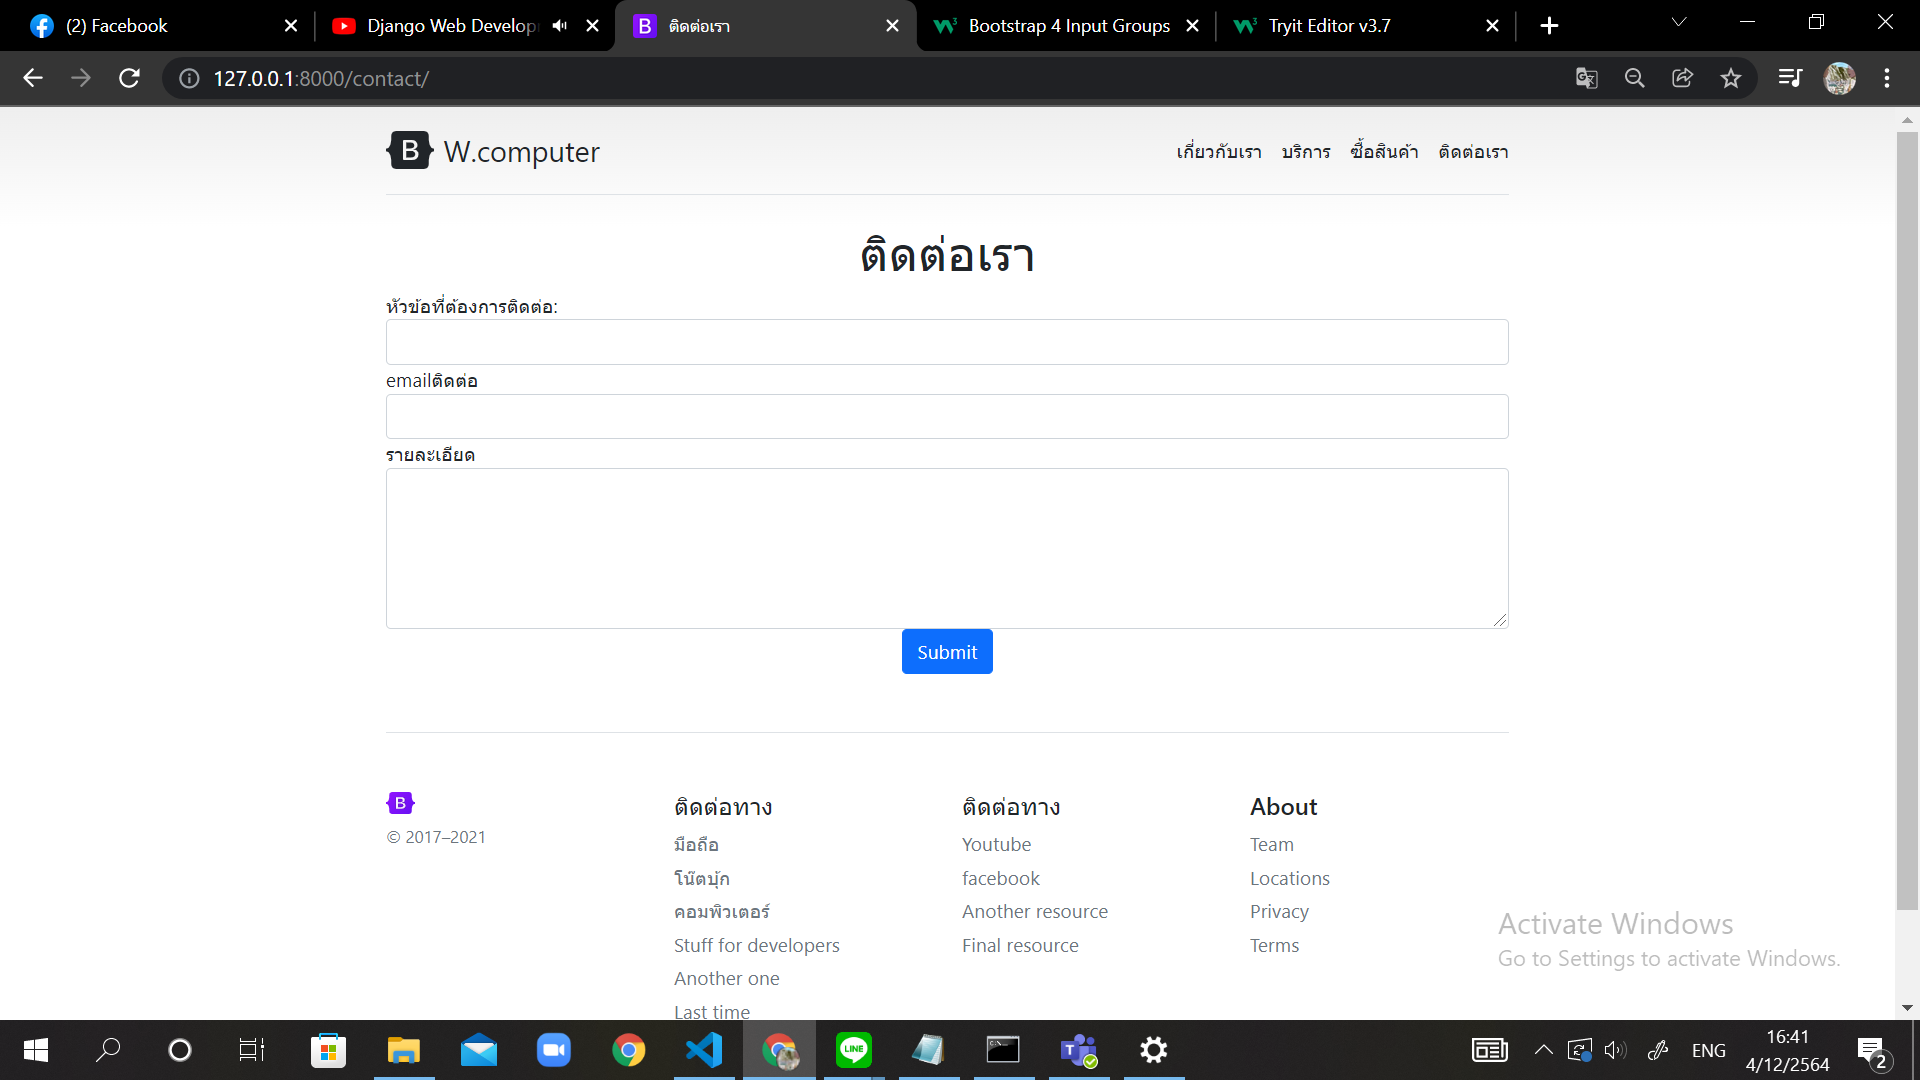 (2) Facebook
Django Web Develop
ติดต่อเรา
Bootstrap 4 Input Groups
Tryit Editor v3.7
127.0.0.1:8000/contact/
B W.computer
เกี่ยวกับเรา บริการ ซื้อสินค้า ติดต่อเรา
ติดต่อเรา
หัวข้อที่ต้องการติดต่อ:
emailติดต่อ
รายละเอียด
Submit
B
© 2017–2021
ติดต่อทาง
มือถือ
โน๊ตบุ้ก
คอมพิวเตอร์
Stuff for developers
Another one
Last time
ติดต่อทาง
Youtube
facebook
Another resource
Final resource
About
Team
Locations
Privacy
Terms
Activate Windows
Go to Settings to activate Windows.
LINE
ENG
16:41
4/12/2564
2